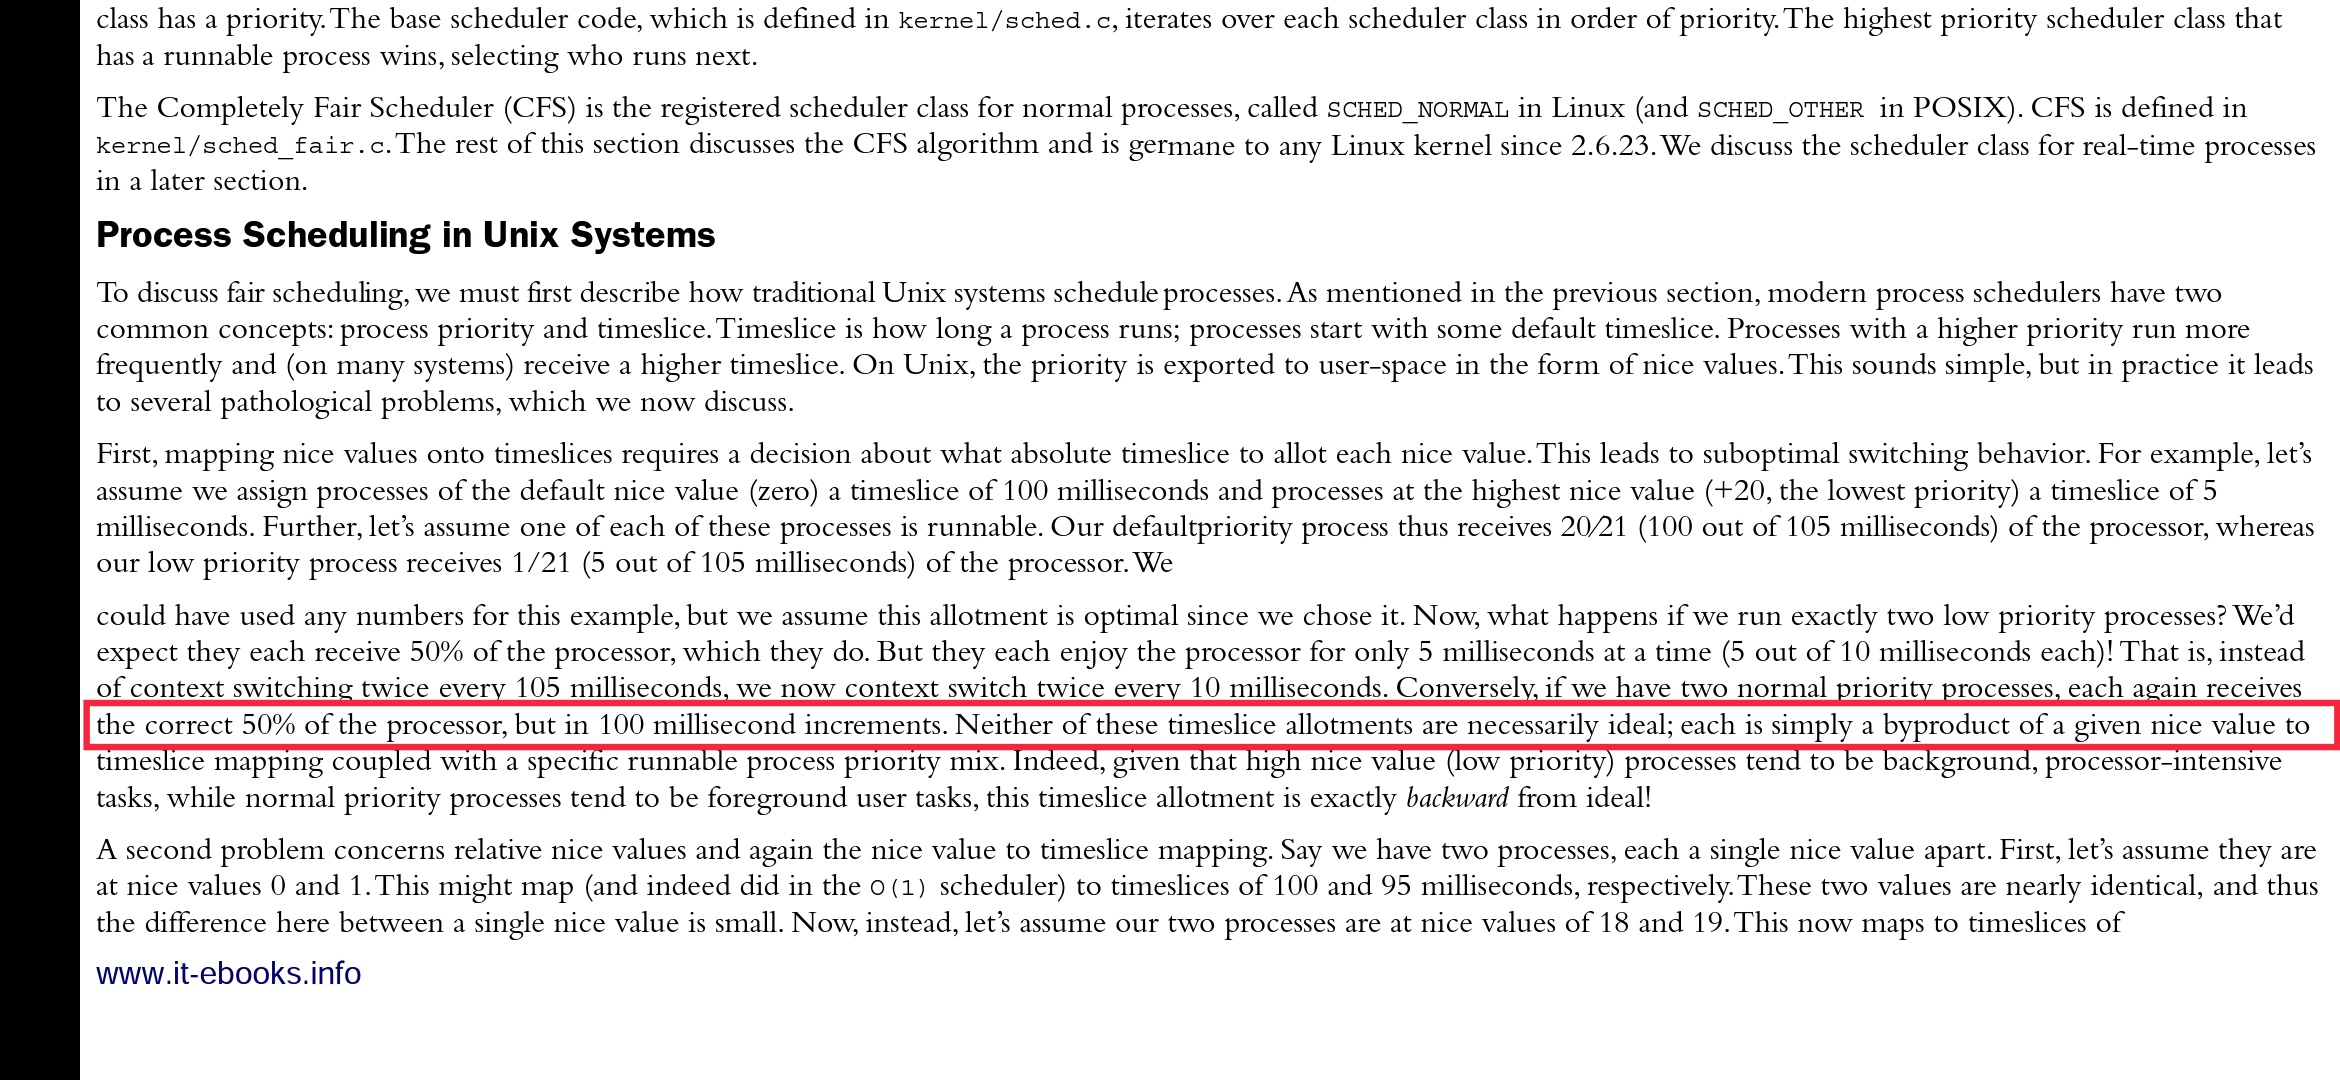 class has a priority. The base scheduler code, which is defined in kernel/sched.c, iterates over each scheduler class in order of priority. The highest priority scheduler class that
has a runnable process wins, selecting who runs next.
The Completely Fair Scheduler (CFS) is the registered scheduler class for normal processes, called SCHED_NORMAL in Linux (and SCHED_OTHER in POSIX). CFS is defined in
kernel/sched_fair.c. The rest of this section discusses the CFS algorithm and is germane to any Linux kernel since 2.6.23. We discuss the scheduler class for real-time processes
in a later section.
Process Scheduling in Unix Systems
To discuss fair scheduling, we must first describe how traditional Unix systems schedule processes. As mentioned in the previous section, modern process schedulers have two
common concepts: process priority and timeslice. Timeslice is how long a process runs; processes start with some default timeslice. Processes with a higher priority run more
frequently and (on many systems) receive a higher timeslice. On Unix, the priority is exported to user-space in the form of nice values. This sounds simple, but in practice it leads
to several pathological problems, which we now discuss.
First, mapping nice values onto timeslices requires a decision about what absolute timeslice to allot each nice value. This leads to suboptimal switching behavior. For example, let’s
assume we assign processes of the default nice value (zero) a timeslice of 100 milliseconds and processes at the highest nice value (+20, the lowest priority) a timeslice of 5
milliseconds. Further, let’s assume one of each of these processes is runnable. Our defaultpriority process thus receives 20⁄21 (100 out of 105 milliseconds) of the processor, whereas
our low priority process receives 1/21 (5 out of 105 milliseconds) of the processor. We
could have used any numbers for this example, but we assume this allotment is optimal since we chose it. Now, what happens if we run exactly two low priority processes? We’d
expect they each receive 50% of the processor, which they do. But they each enjoy the processor for only 5 milliseconds at a time (5 out of 10 milliseconds each)! That is, instead
of context switching twice every 105 milliseconds, we now context switch twice every 10 milliseconds. Conversely, if we have two normal priority processes, each again receives
the correct 50% of the processor, but in 100 millisecond increments. Neither of these timeslice allotments are necessarily ideal; each is simply a byproduct of a given nice value to
timeslice mapping coupled with a specific runnable process priority mix. Indeed, given that high nice value (low priority) processes tend to be background, processor-intensive
tasks, while normal priority processes tend to be foreground user tasks, this timeslice allotment is exactly backward from ideal!
A second problem concerns relative nice values and again the nice value to timeslice mapping. Say we have two processes, each a single nice value apart. First, let’s assume they are
at nice values 0 and 1. This might map (and indeed did in the O(1) scheduler) to timeslices of 100 and 95 milliseconds, respectively. These two values are nearly identical, and thus
the difference here between a single nice value is small. Now, instead, let’s assume our two processes are at nice values of 18 and 19. This now maps to timeslices of
www.it-ebooks.info